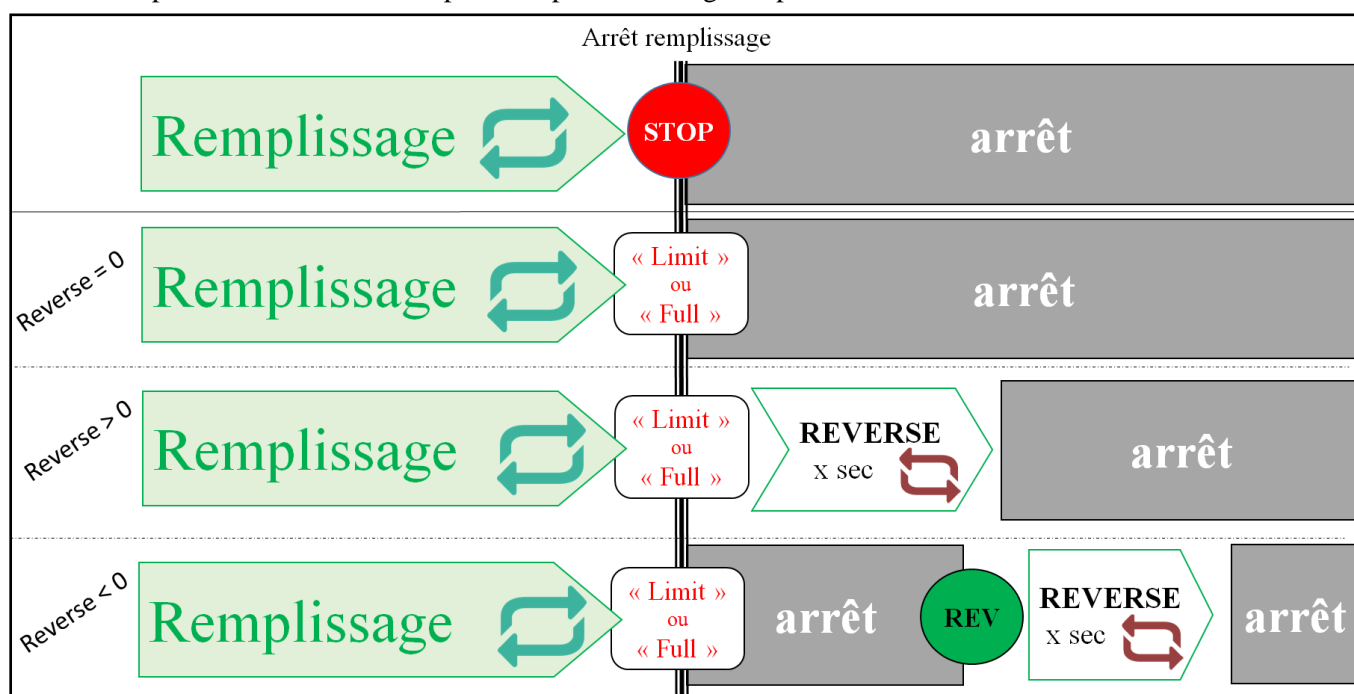 Arrêt remplissage
Remplissage
STOP
arrêt
Reverse = 0
Remplissage
« Limit »
ou
« Full »
arrêt
Reverse > 0
Remplissage
« Limit »
ou
« Full »
REVERSE
x sec
arrêt
Reverse < 0
Remplissage
« Limit »
ou
« Full »
arrêt
REV
REVERSE
x sec
arrêt